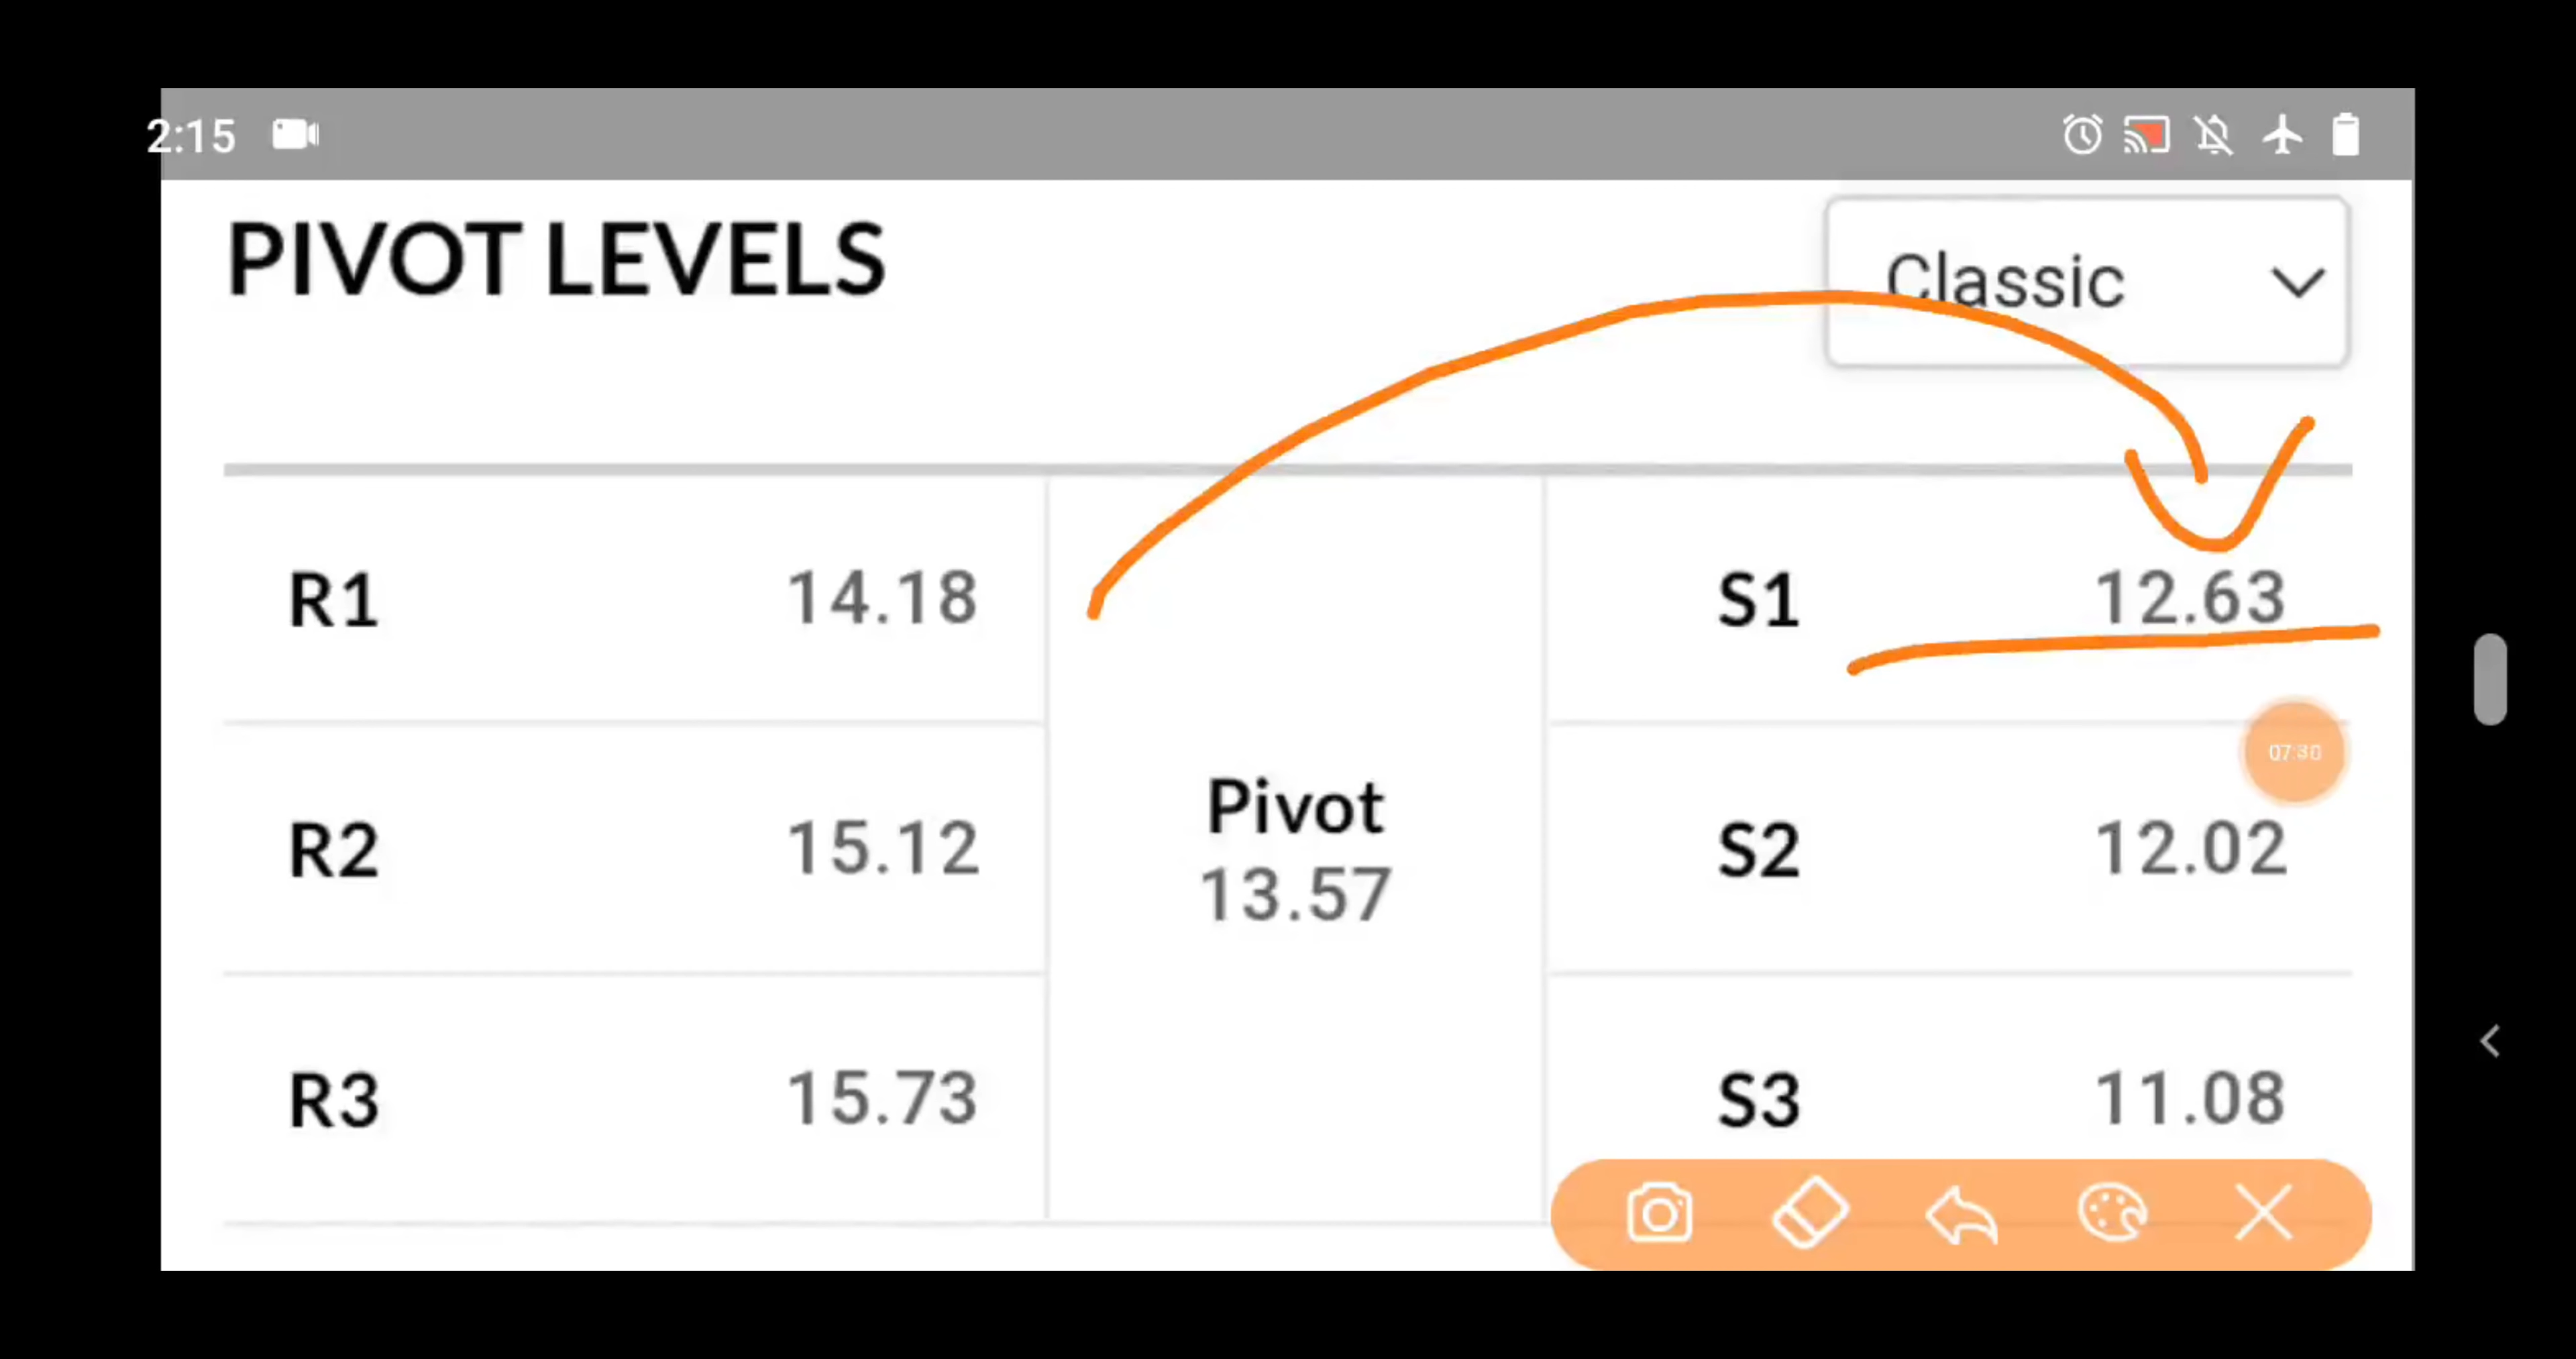 2:15
PIVOT LEVELS
Classic
R1 14.18
S1 12.63
07:30
R2 15.12
Pivot
13.57
S2 12.02
R3 15.73
S3 11.08